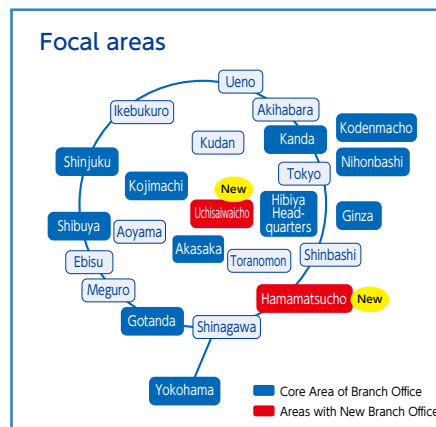 Focal areas
Ueno
Ikebukuro
Akihabara
Kudan
Kanda
Kodenmacho
Shinjuku
Nihonbashi
Tokyo
Kojimachi
New
Uchisaiwaicho
Hibiya
Head-
quarters
Ginza
Shibuya
Aoyama
Akasaka
Toranomon
Shinbashi
Ebisu
Meguro
Hamamatsucho
New
Gotanda
Shinagawa
Yokohama
Core Area of Branch Office
Areas with New Branch Office